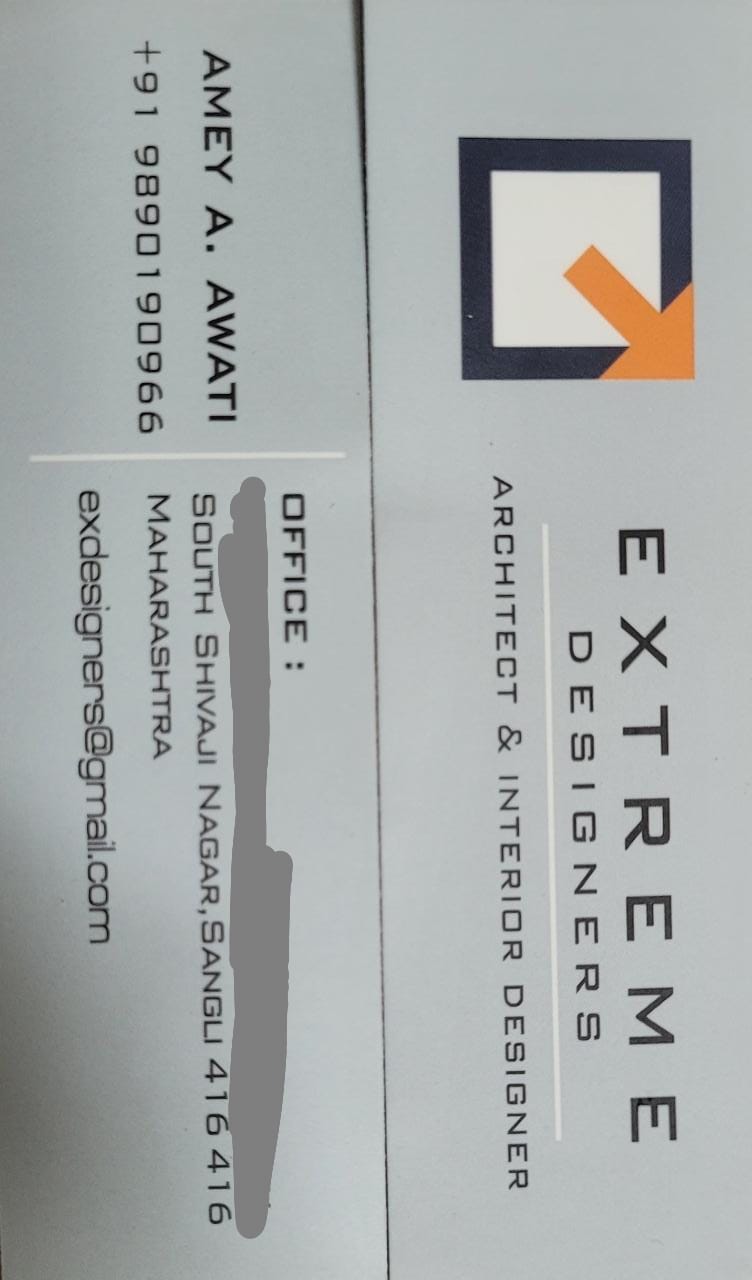 EXTREME
DESIGNERS
ARCHITECT & INTERIOR DESIGNER
AMEY A. AWATI
+91 9890190966
OFFICE :
SOUTH SHIVAJI NAGAR,SANGLI 416 416
MAHARASHTRA
exdesigners@gmail.com